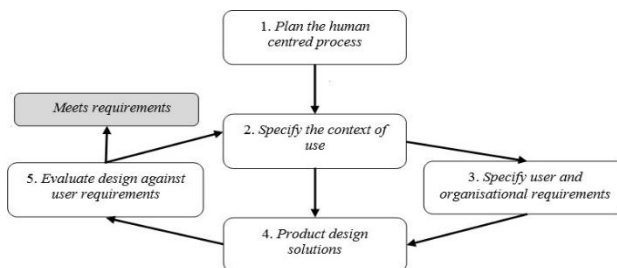 1. Plan the human
centred process
Meets requirements
2. Specify the context of
use
5. Evaluate design against
user requirements
3. Specify user and
organisational requirements
4. Product design
solutions